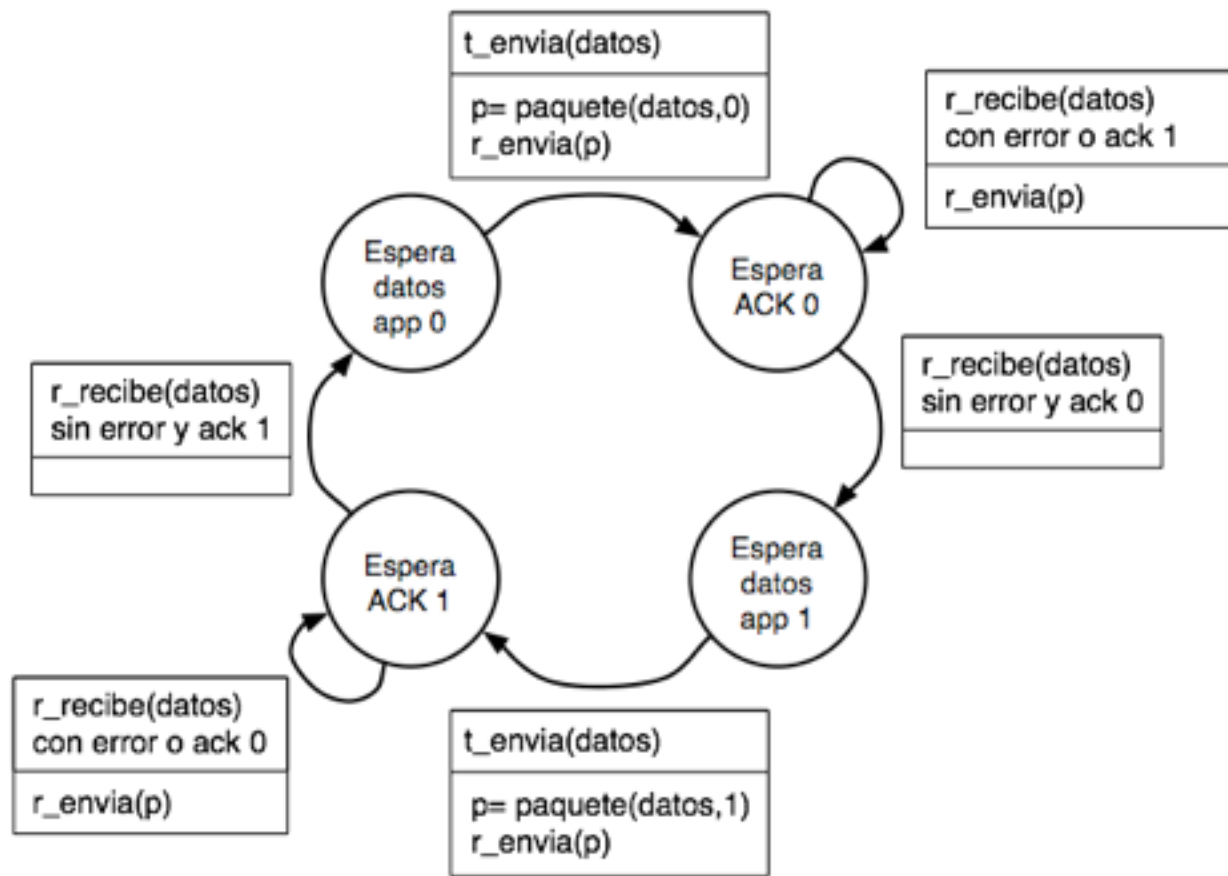 t_envia(datos)
p= paquete(datos,0)
r_envia(p)
r_recibe(datos)
con error o ack 1
r_envia(p)
Espera
datos
app 0
Espera
ACK 0
r_recibe(datos)
sin error y ack 1
r_recibe(datos)
sin error y ack 0
Espera
ACK 1
Espera
datos
app 1
r_recibe(datos)
con error o ack 0
r_envia(p)
t_envia(datos)
p= paquete(datos,1)
r_envia(p)